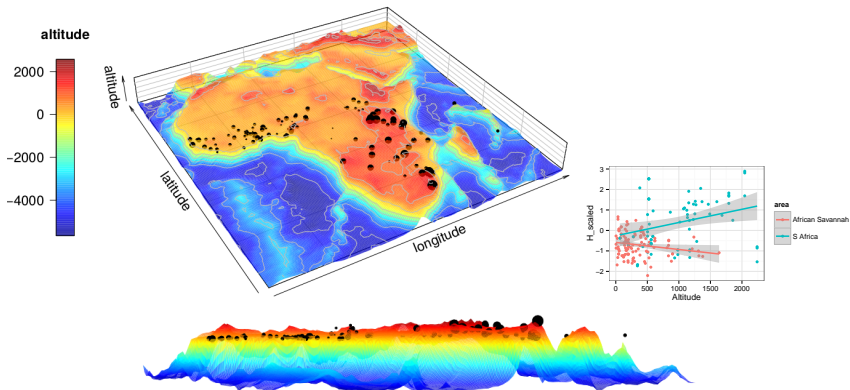 altitude
2000
0
−2000
−4000
altitude
latitude
longitude
3
2
1
0
−1
−2
H_scaled
0
500
1000
1500
2000
Altitude
area
African Savannah
S Africa